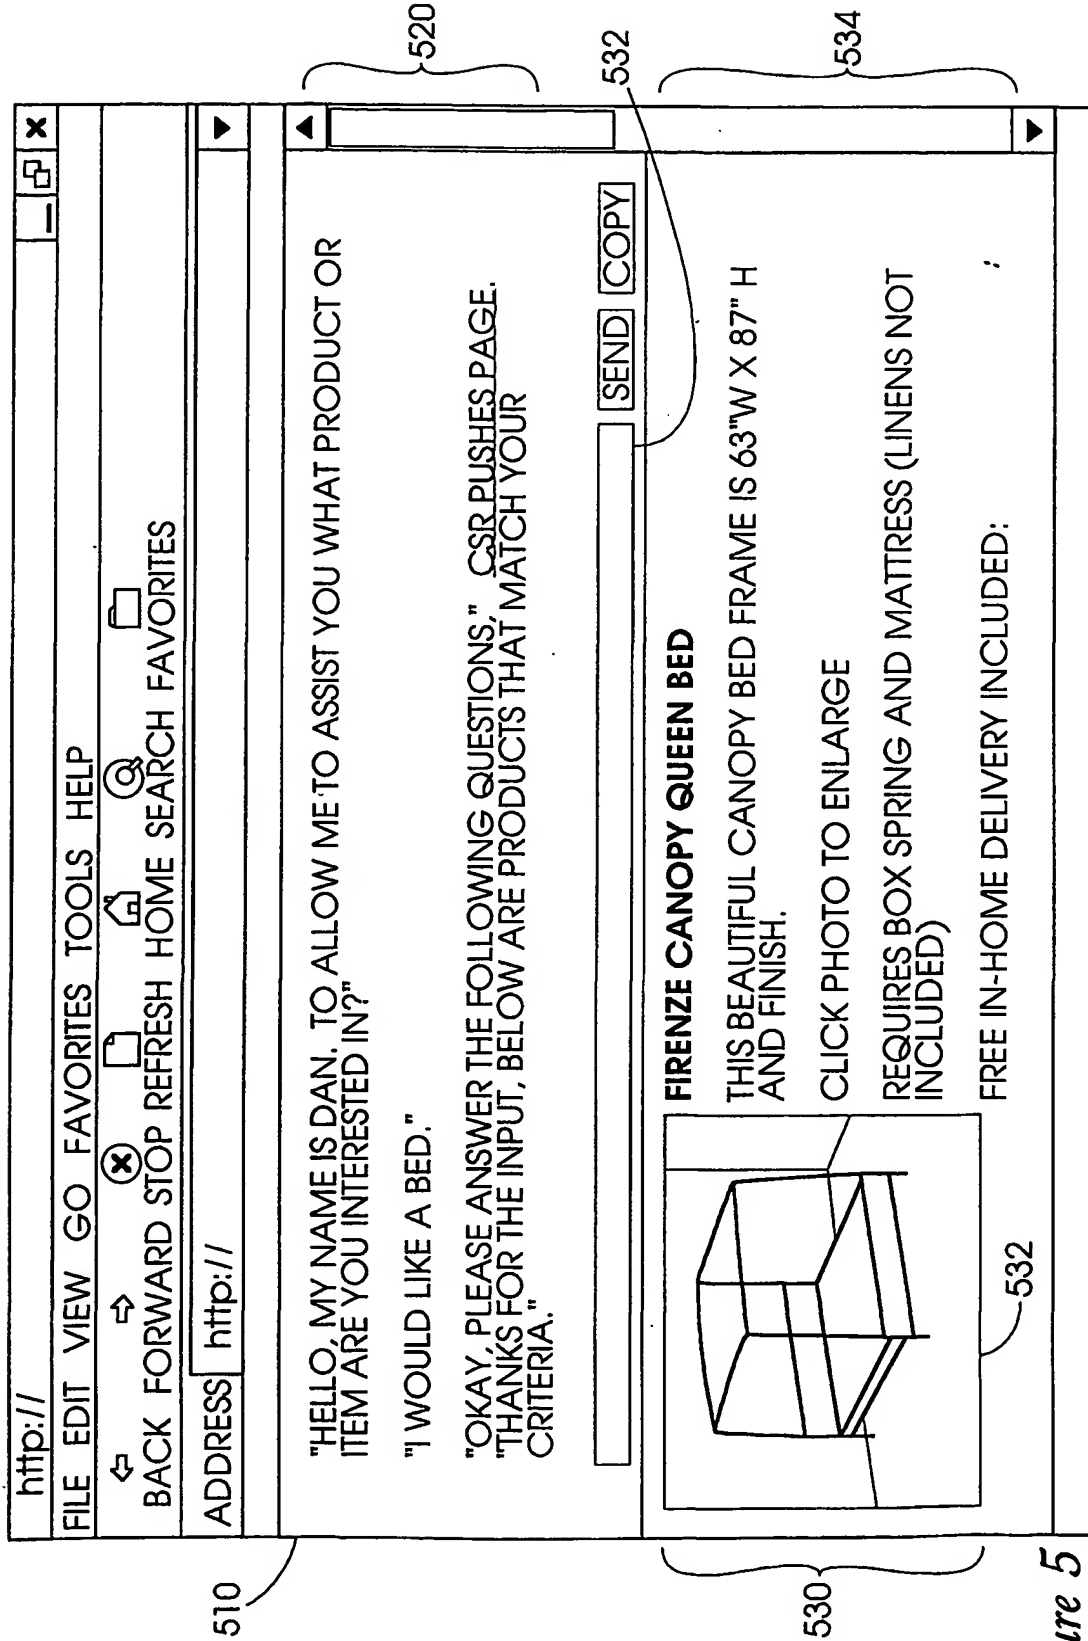 http://
FILE EDIT VIEW GO FAVORITES TOOLS HELP
BACK FORWARD STOP REFRESH HOME SEARCH FAVORITES
ADDRESS http://
510
"HELLO, MY NAME IS DAN. TO ALLOW ME TO ASSIST YOU WHAT PRODUCT OR
ITEM ARE YOU INTERESTED IN?"
520
"I WOULD LIKE A BED."
"OKAY, PLEASE ANSWER THE FOLLOWING QUESTIONS," CSR PUSHES PAGE.
"THANKS FOR THE INPUT, BELOW ARE PRODUCTS THAT MATCH YOUR
CRITERIA."
SEND COPY
532
FIRENZE CANOPY QUEEN BED
THIS BEAUTIFUL CANOPY BED FRAME IS 63"W X 87" H
AND FINISH.
CLICK PHOTO TO ENLARGE
530
534
REQUIRES BOX SPRING AND MATTRESS (LINENS NOT
INCLUDED)
FREE IN-HOME DELIVERY INCLUDED:
532
ure 5